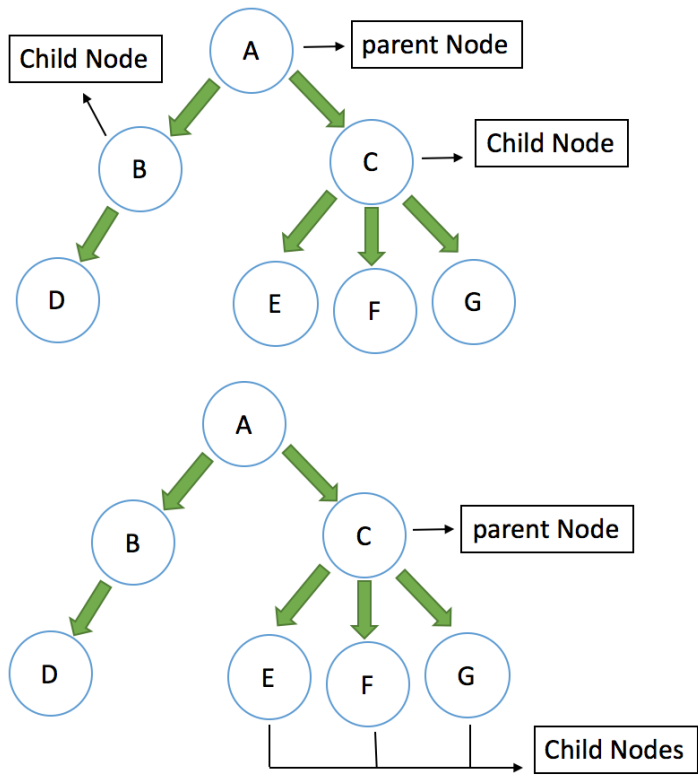 A
parent Node
Child Node
B
C
Child Node
D
E
F
G
A
B
C
parent Node
D
E
F
G
Child Nodes